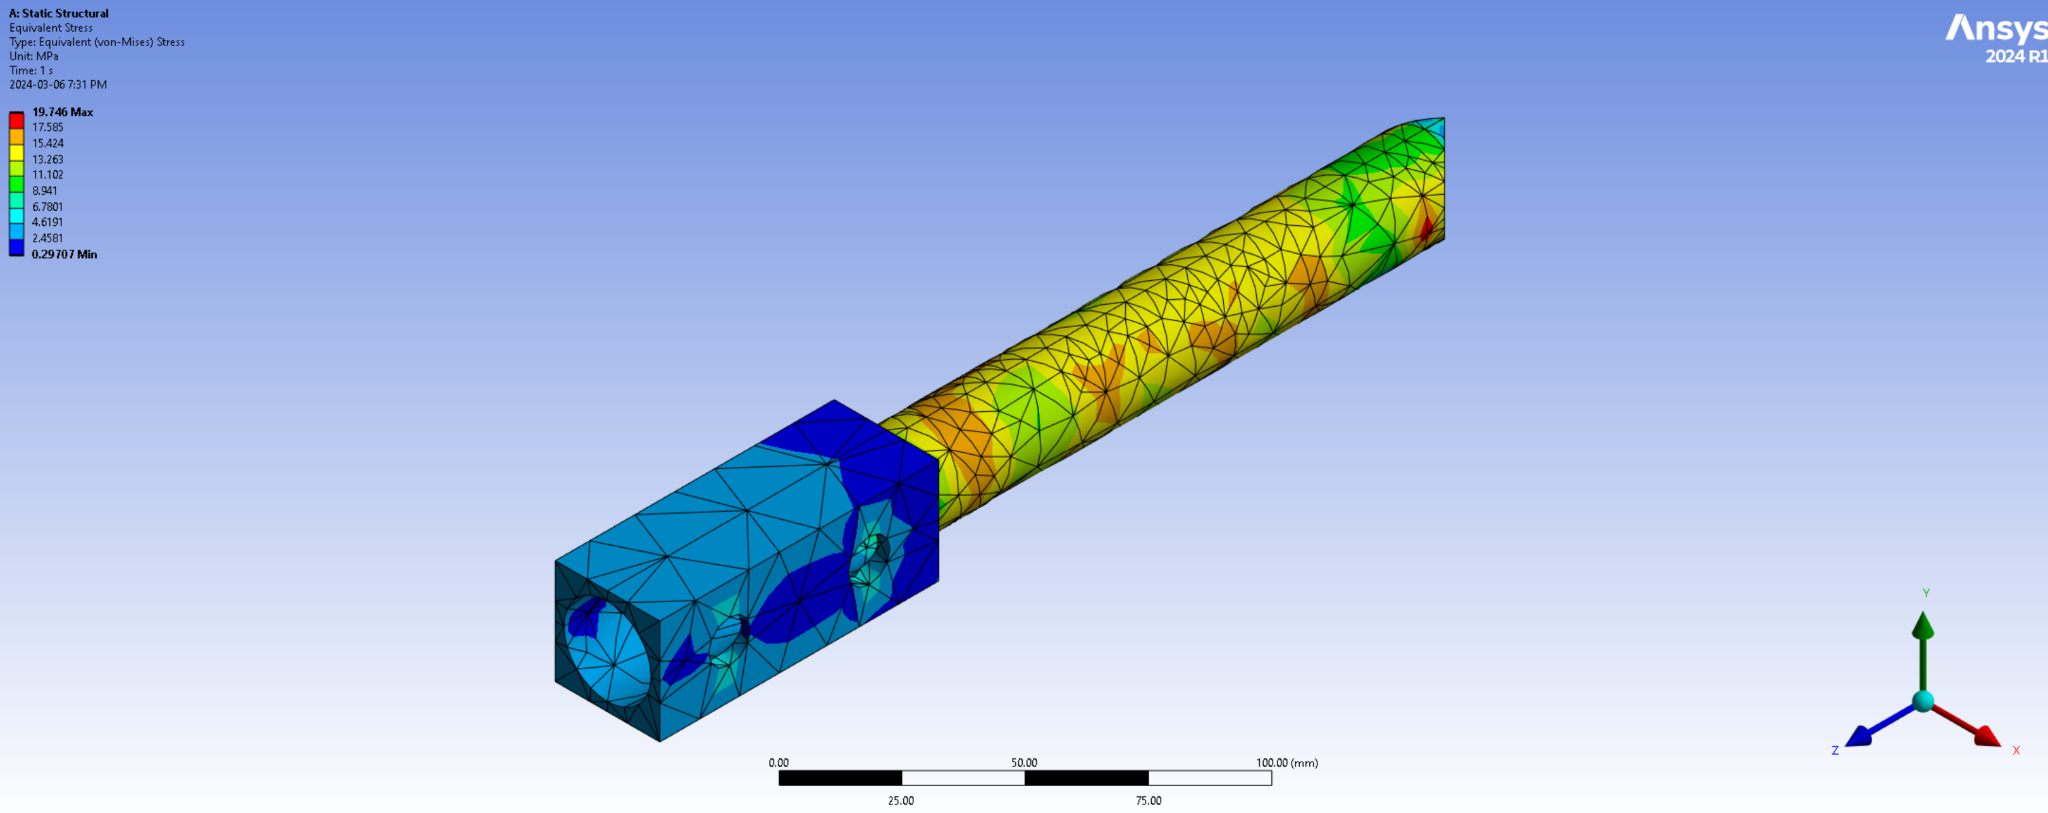 A: Static Structural
Equivalent Stress
Type: Equivalent (von-Mises) Stress
Unit: MPa
Time: 1 s
2024-03-06 7:31 PM
19.746 Max
17.585
15.424
13.263
11.102
8.941
6.7801
4.6191
2.4581
0.29707 Min
Ansys
2024 R1
Y
Z
X
0.00 50.00 100.00 (mm)
25.00 75.00